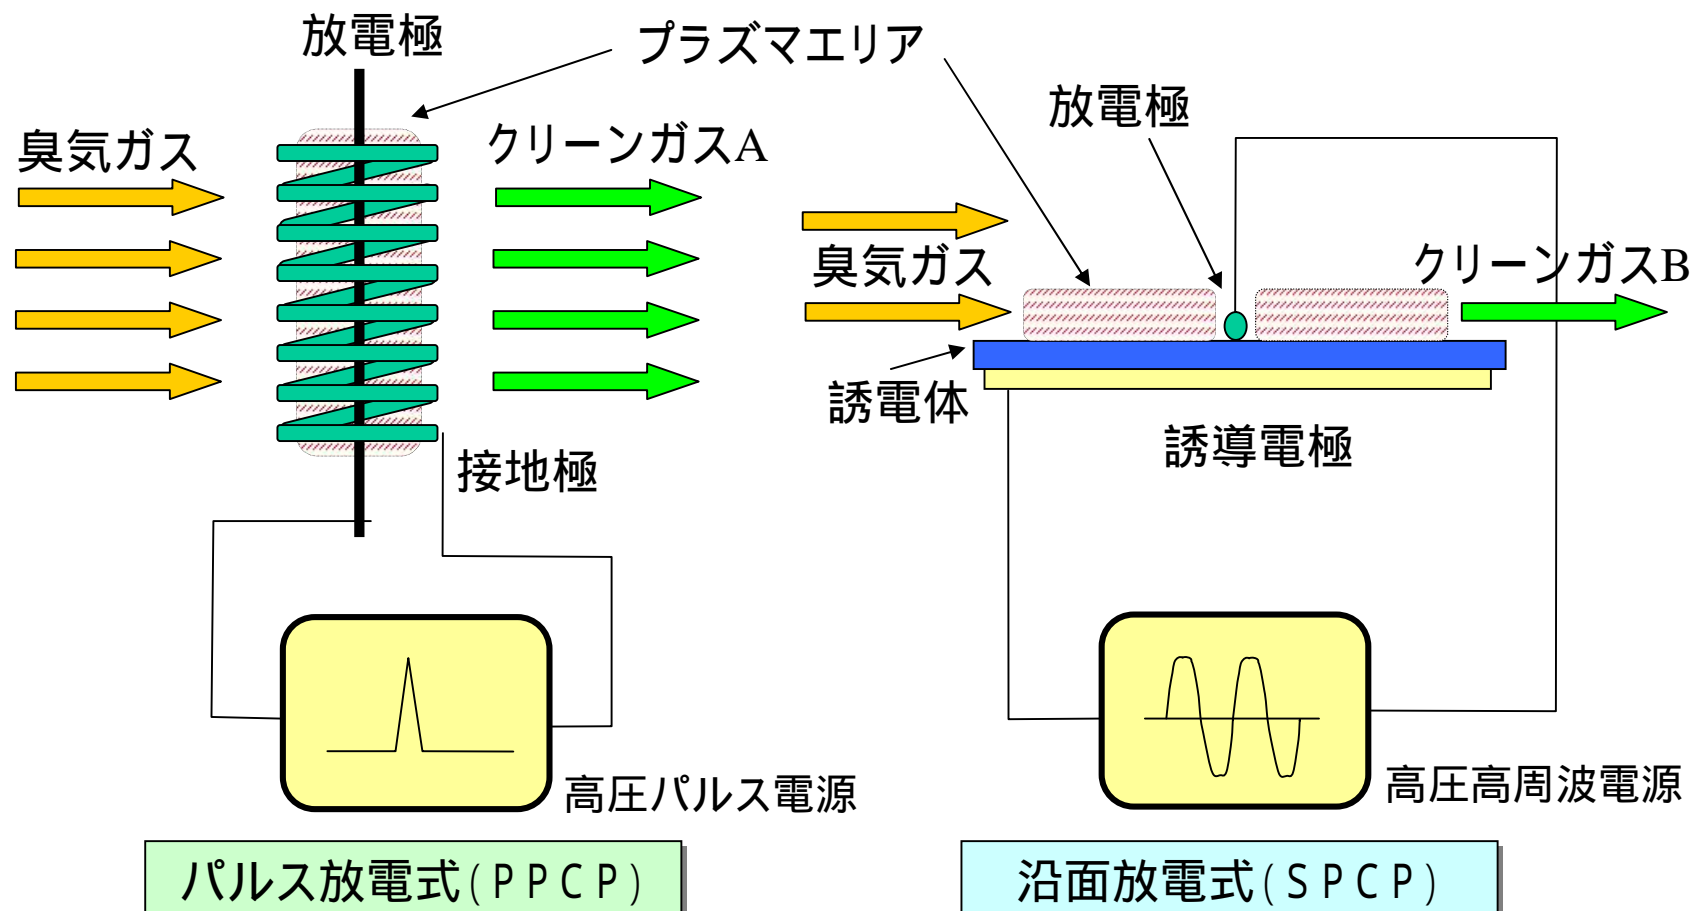 放電極
プラズマエリア
放電極
臭気ガス
クリーンガスA
臭気ガス
クリーンガスB
誘電体
誘導電極
接地極
高圧パルス電源
高圧高周波電源
パルス放電式(PPCP)
沿面放電式(SPCP)